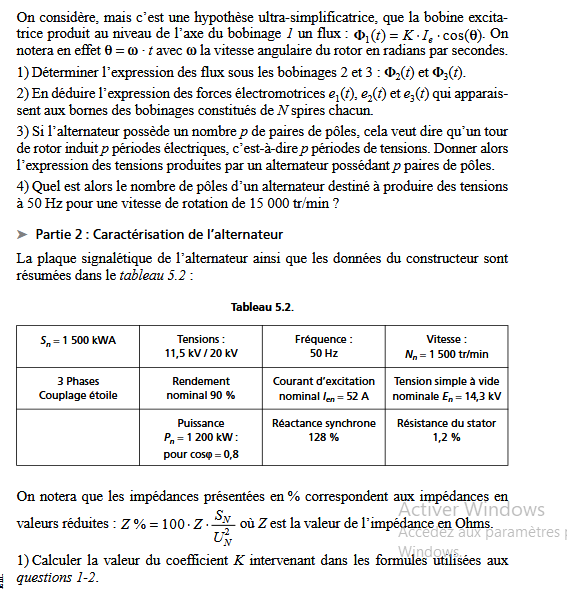 On considère, mais c'est une hypothèse ultra-simplificatrice, que la bobine excita-
trice produit au niveau de l'axe du bobinage 1 un flux : Φ₁(t) = K · Iₑ · cos(θ). On
notera en effet θ = ω · t avec ω la vitesse angulaire du rotor en radians par secondes.
1) Déterminer l'expression des flux sous les bobinages 2 et 3 : Φ₂(t) et Φ₃(t).
2) En déduire l'expression des forces électromotrices e₁(t), e₂(t) et e₃(t) qui apparais-
sent aux bornes des bobinages constitués de N spires chacun.
3) Si l'alternateur possède un nombre p de paires de pôles, cela veut dire qu'un tour
de rotor induit p périodes électriques, c'est-à-dire p périodes de tensions. Donner alors
l'expression des tensions produites par un alternateur possédant p paires de pôles.
4) Quel est alors le nombre de pôles d'un alternateur destiné à produire des tensions
à 50 Hz pour une vitesse de rotation de 15 000 tr/min ?
➤ Partie 2 : Caractérisation de l'alternateur
La plaque signalétique de l'alternateur ainsi que les données du constructeur sont
résumées dans le tableau 5.2 :
Tableau 5.2.
Sₙ = 1 500 kWA
Tensions :
11,5 kV / 20 kV
Fréquence :
50 Hz
Vitesse :
Nₙ = 1 500 tr/min
3 Phases
Couplage étoile
Rendement
nominal 90 %
Courant d'excitation
nominal Iₑₙ = 52 A
Tension simple à vide
nominale Eₙ = 14,3 kV
Puissance
Pₙ = 1 200 kW :
pour cosφ = 0,8
Réactance synchrone
128 %
Résistance du stator
1,2 %
On notera que les impédances présentées en % correspondent aux impédances en
valeurs réduites : Z % = 100 · Z · S_N / U_N² où Z est la valeur de l'impédance en Ohms.
Activer Windows
Accédez aux paramètres p
Windows.
1) Calculer la valeur du coefficient K intervenant dans les formules utilisées aux
questions 1-2.